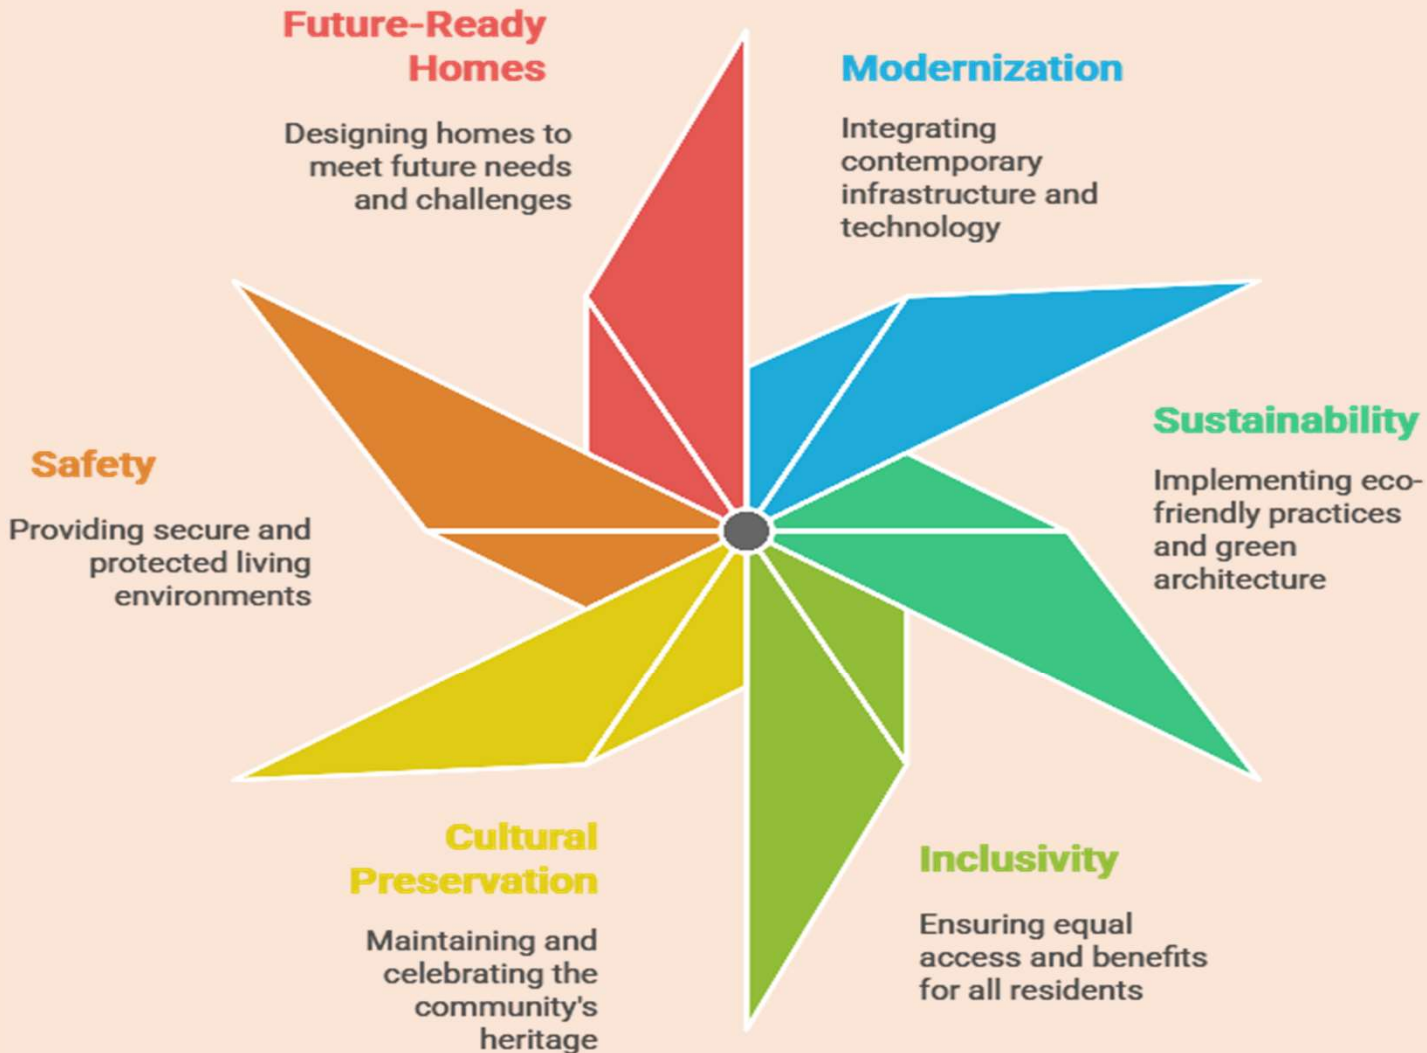 Future-Ready
Homes
Designing homes to
meet future needs
and challenges
Modernization
Integrating
contemporary
infrastructure and
technology
Sustainability
Implementing eco-
friendly practices
and green
architecture
Safety
Providing secure and
protected living
environments
Cultural
Preservation
Maintaining and
celebrating the
community's
heritage
Inclusivity
Ensuring equal
access and benefits
for all residents